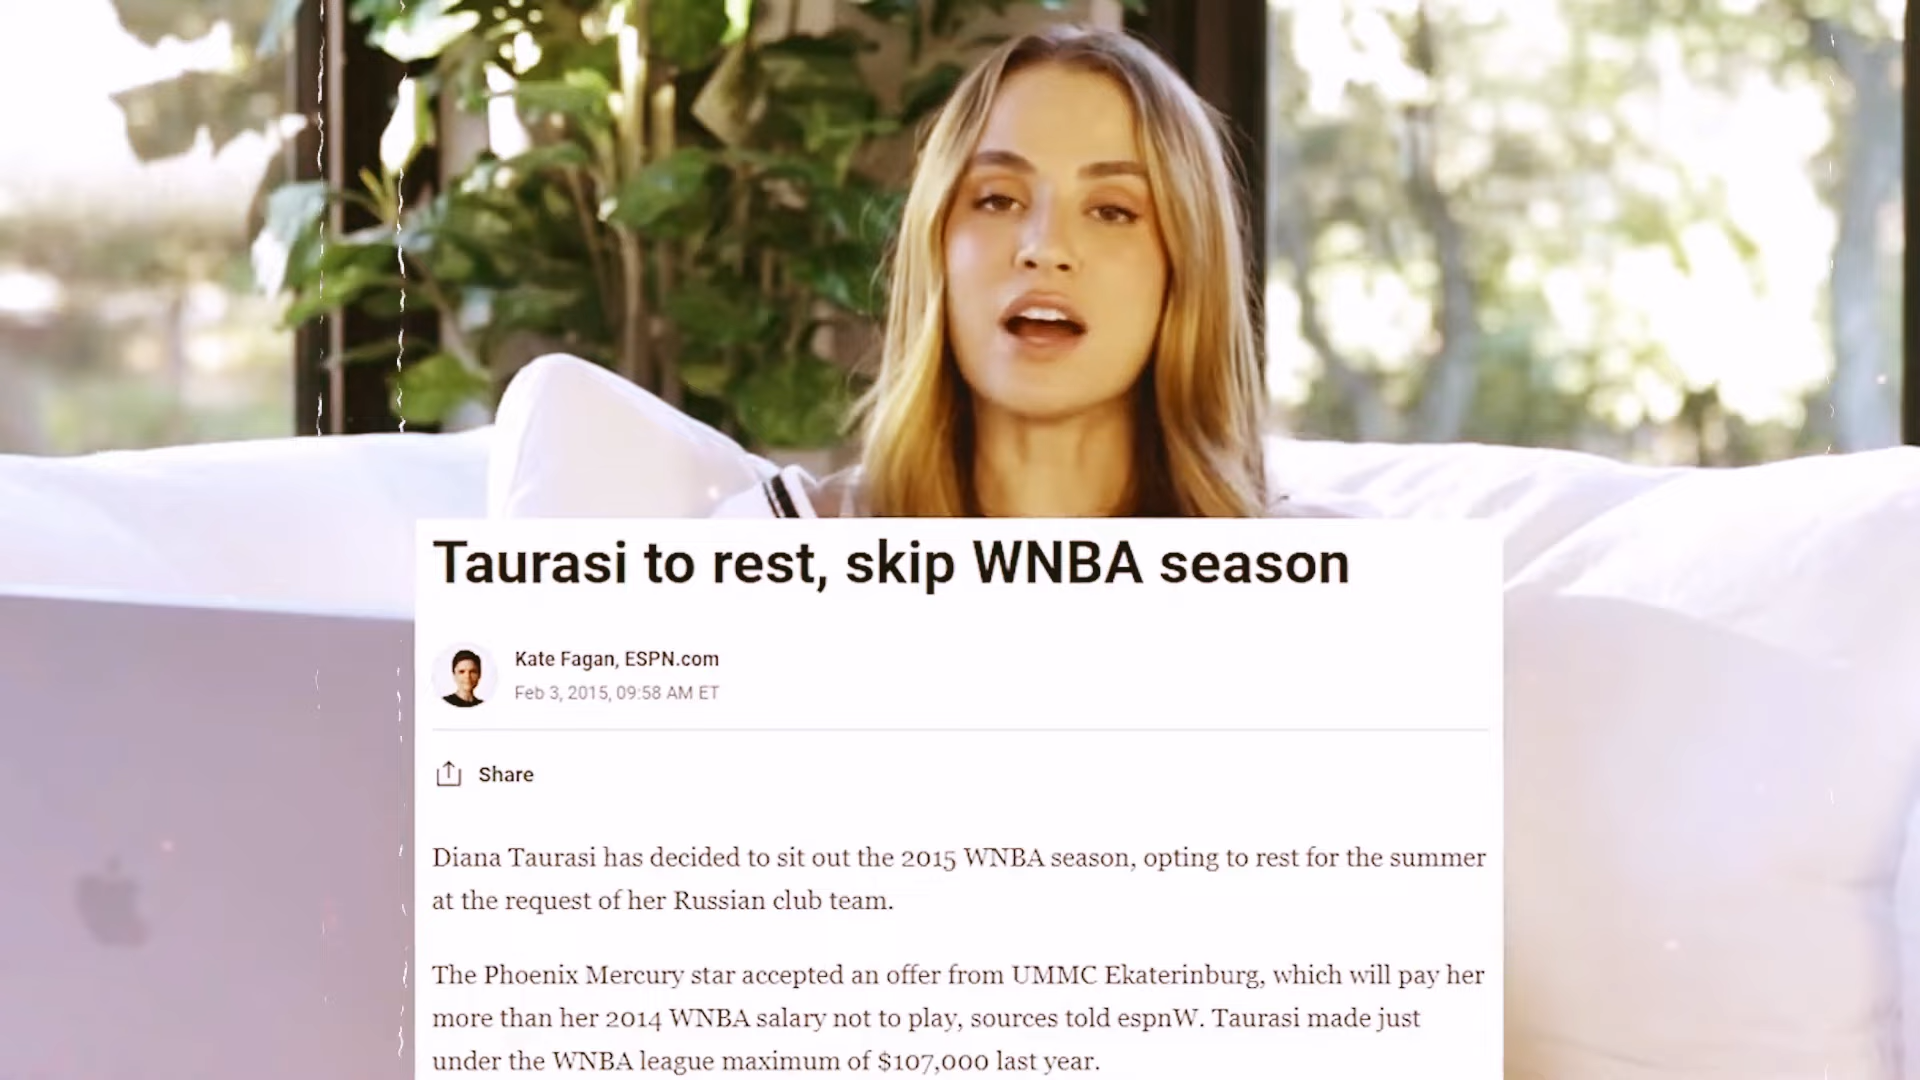 Taurasi to rest, skip WNBA season
Kate Fagan, ESPN.com
Feb 3, 2015, 09:58 AM ET
Share
Diana Taurasi has decided to sit out the 2015 WNBA season, opting to rest for the summer
at the request of her Russian club team.
The Phoenix Mercury star accepted an offer from UMMC Ekaterinburg, which will pay her
more than her 2014 WNBA salary not to play, sources told espnW. Taurasi made just
under the WNBA league maximum of $107,000 last year.